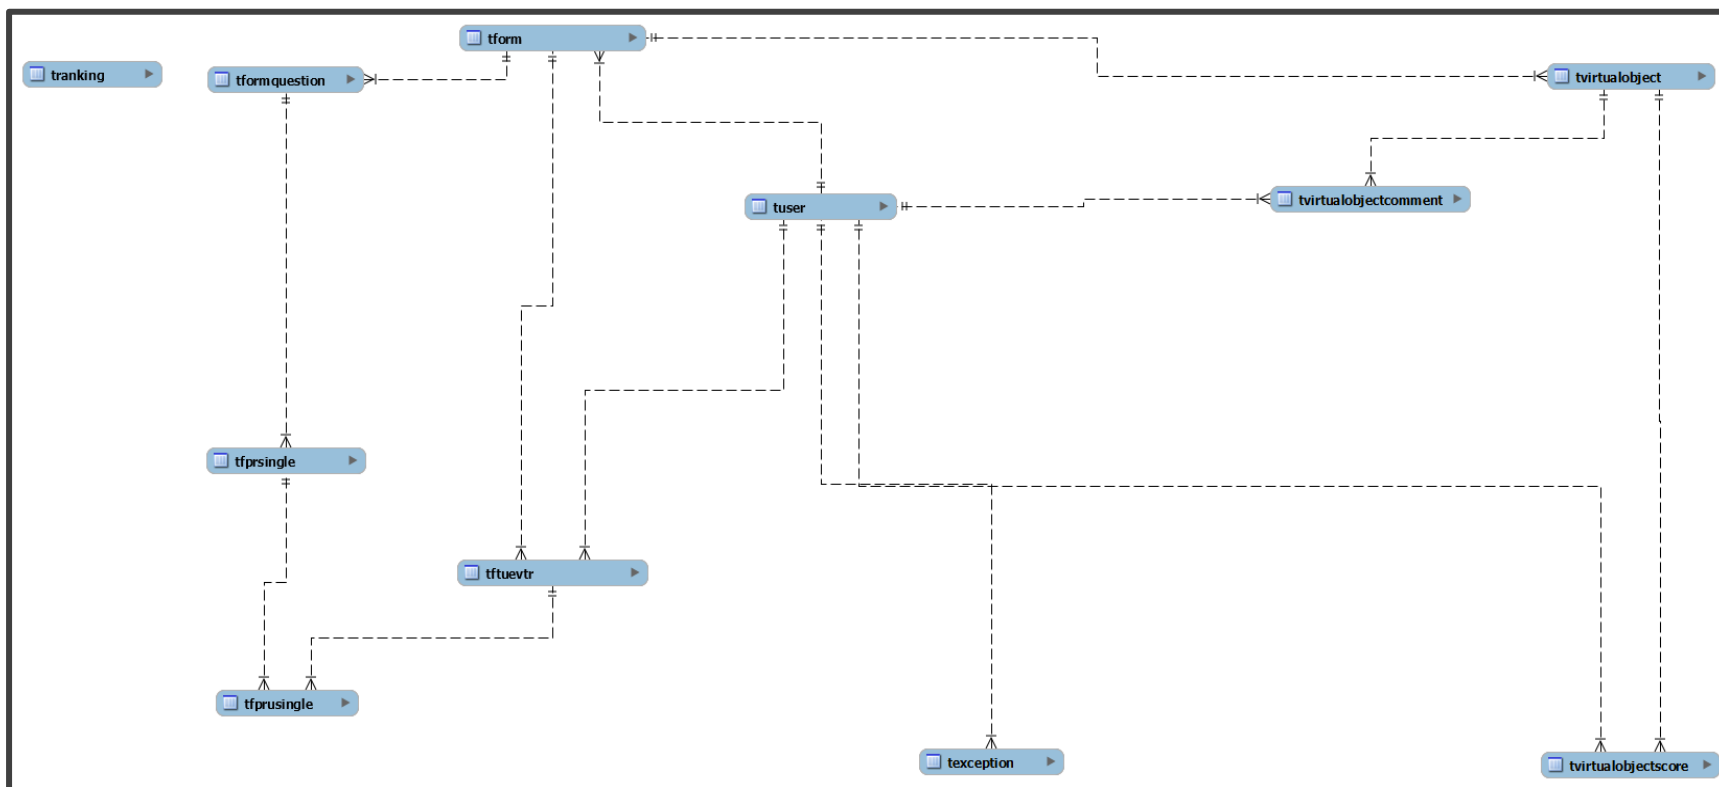 tform
tranking
tformquestion
tvirtualobject
tuser
tvirtualobjectcomment
tfprsingle
tftuevtr
tfprusingle
texception
tvirtualobjectscore